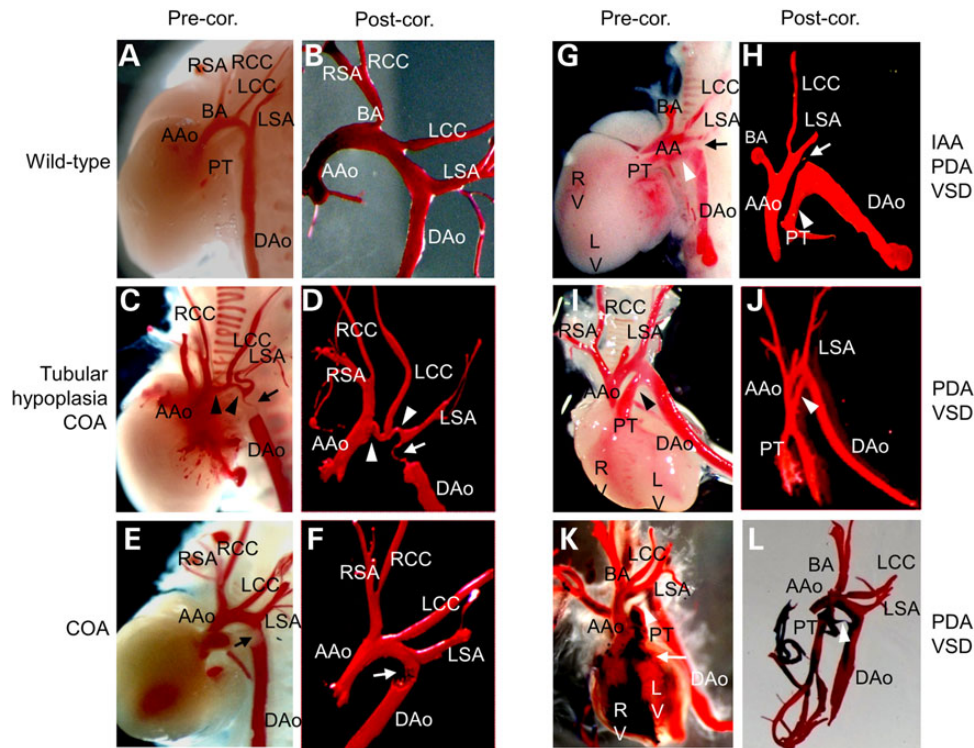 Pre-cor.
Post-cor.
Pre-cor.
Post-cor.
Wild-type
A
RSA
RCC
LCC
BA
LSA
AAo
PT
DAo
B
RCC
RSA
BA
LCC
LSA
AAo
DAo
G
LCC
BA
LSA
AA
PT
R
V
DAo
L
V
H
LCC
LSA
BA
AAo
DAo
PT
IAA
PDA
VSD
Tubular
hypoplasia
COA
C
RCC
LCC
LSA
AAo
DAo
D
RCC
LCC
RSA
LSA
AAo
DAo
I
RCC
RSA
LSA
AAo
PT
DAo
R
V
L
V
J
LSA
AAo
PT
DAo
PDA
VSD
COA
E
RCC
RSA
LCC
AAo
LSA
DAo
F
RSA
RCC
LCC
AAo
LSA
DAo
K
LCC
BA
LSA
AAo
PT
DAo
L
V
R
V
L
BA
LCC
AAo
LSA
PT
DAo
PDA
VSD